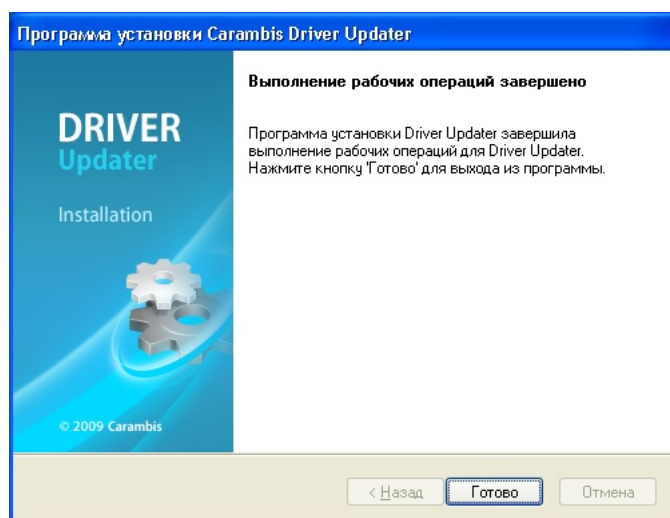 Программа установки Carambis Driver Updater
Выполнение рабочих операций завершено
DRIVER
Updater
Installation
Программа установки Driver Updater завершила
выполнение рабочих операций для Driver Updater.
Нажмите кнопку 'Готово' для выхода из программы.
© 2009 Carambis
< Назад
Готово
Отмена